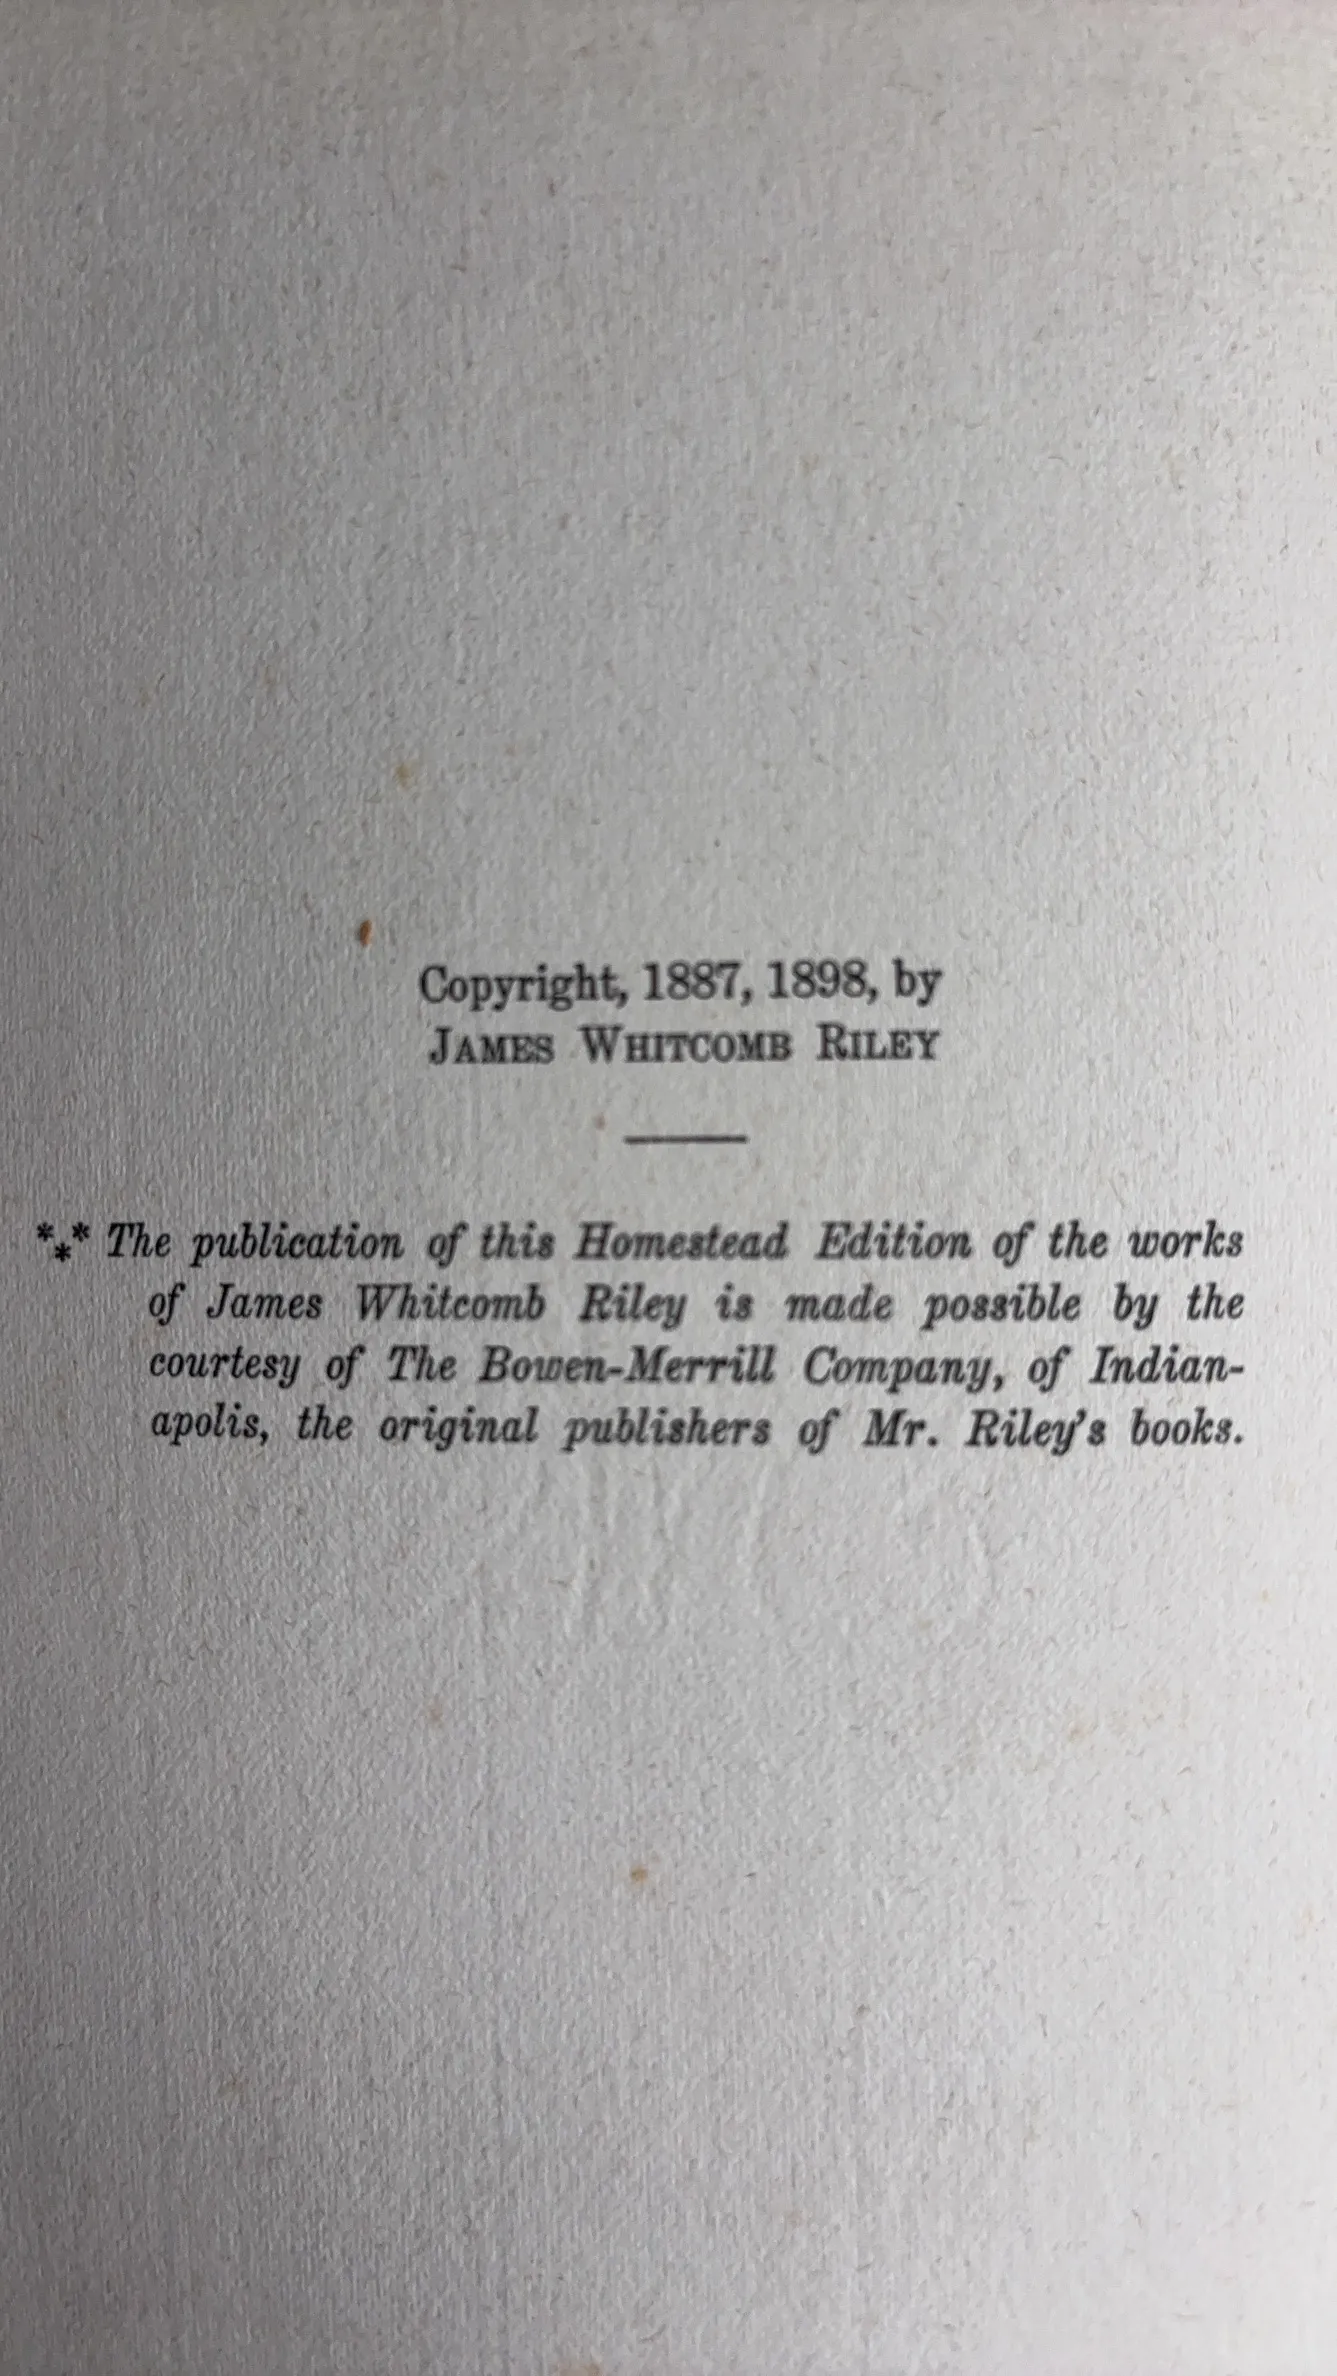 Copyright, 1887, 1898, by
JAMES WHITCOMB RILEY
*⁎* The publication of this Homestead Edition of the works
of James Whitcomb Riley is made possible by the
courtesy of The Bowen-Merrill Company, of Indian-
apolis, the original publishers of Mr. Riley's books.